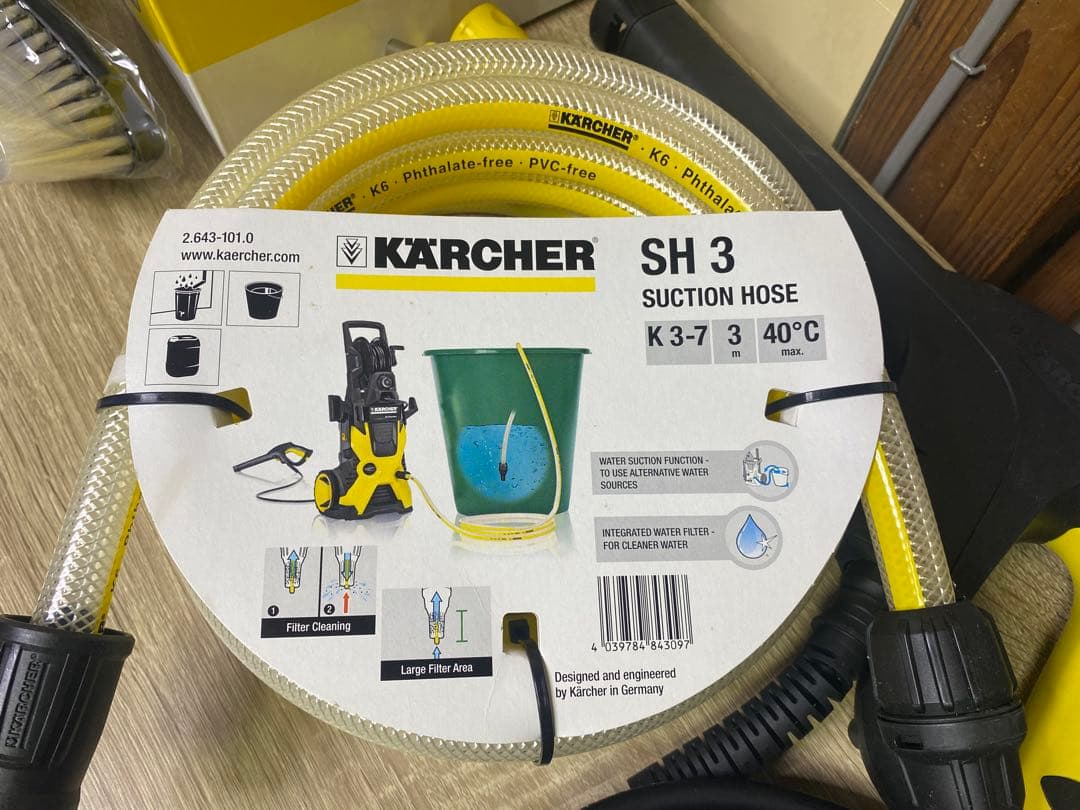 KÄRCHER · K6 · Phthala
ER® · K6 · Phthalate-free · PVC-free
2.643-101.0
www.kaercher.com
KÄRCHER®
SH 3
SUCTION HOSE
K 3-7
3
m
40°C
max.
KÄRCHER
WATER SUCTION FUNCTION -
TO USE ALTERNATIVE WATER
SOURCES
INTEGRATED WATER FILTER -
FOR CLEANER WATER
1
2
Filter Cleaning
Large Filter Area
4 039784 843097
Designed and engineered
by Kärcher in Germany
KÄRCHER